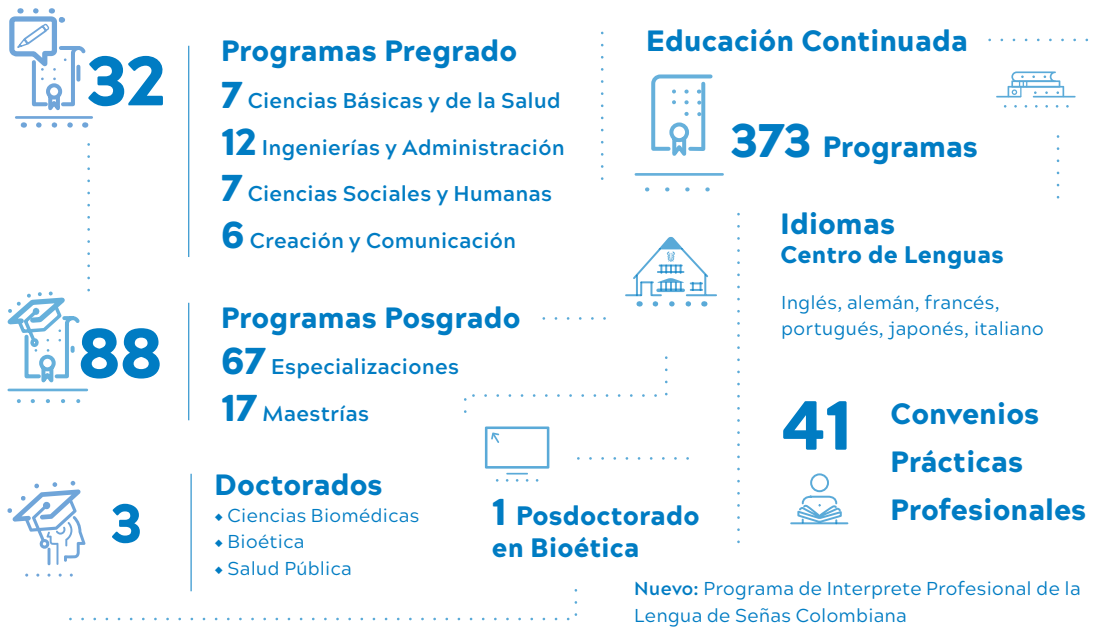 32
Programas Pregrado
7 Ciencias Básicas y de la Salud
12 Ingenierías y Administración
7 Ciencias Sociales y Humanas
6 Creación y Comunicación
88
Programas Posgrado
67 Especializaciones
17 Maestrías
3
Doctorados
Ciencias Biomédicas
Bioética
Salud Pública
1 Posdoctorado
en Bioética
Educación Continuada
373 Programas
Idiomas
Centro de Lenguas
Inglés, alemán, francés,
portugués, japonés, italiano
41
Convenios
Prácticas
Profesionales
Nuevo: Programa de Interprete Profesional de la
Lengua de Señas Colombiana